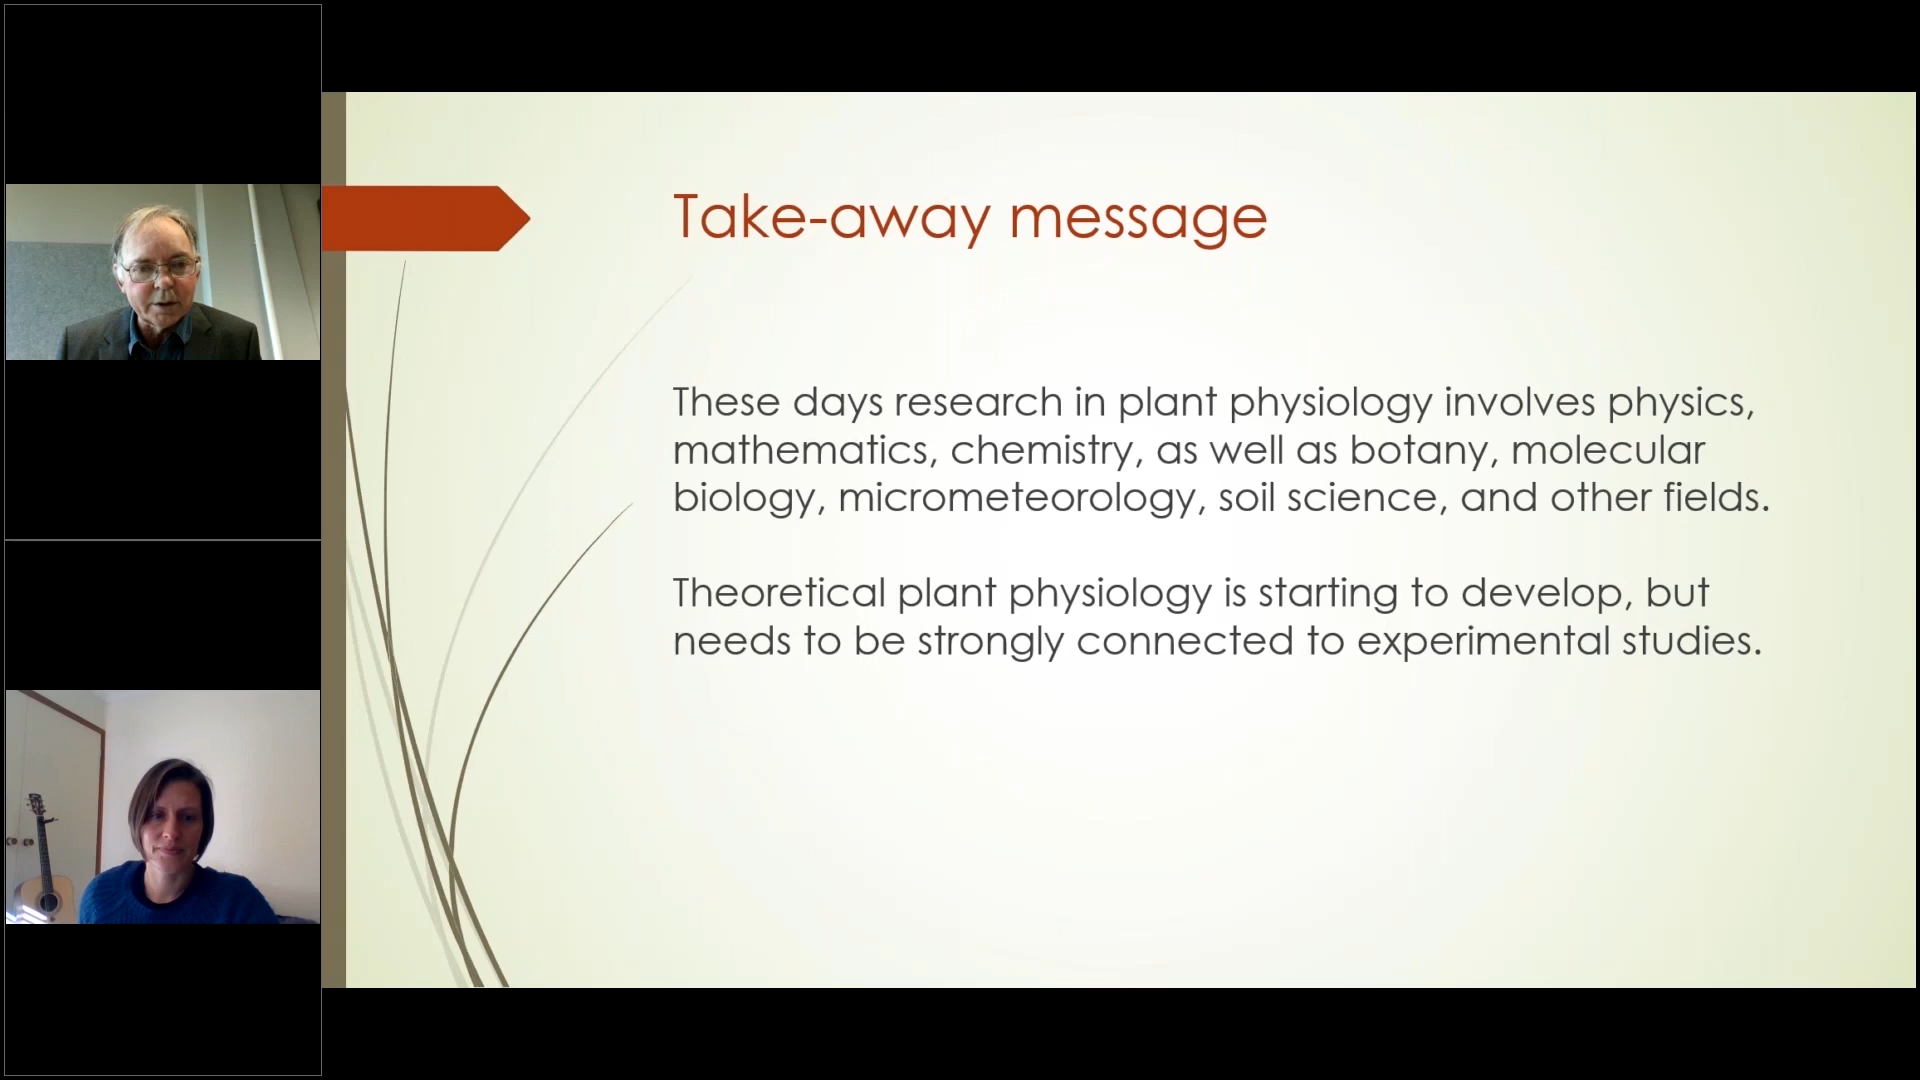 Take-away message
These days research in plant physiology involves physics,
mathematics, chemistry, as well as botany, molecular
biology, micrometeorology, soil science, and other fields.
Theoretical plant physiology is starting to develop, but
needs to be strongly connected to experimental studies.